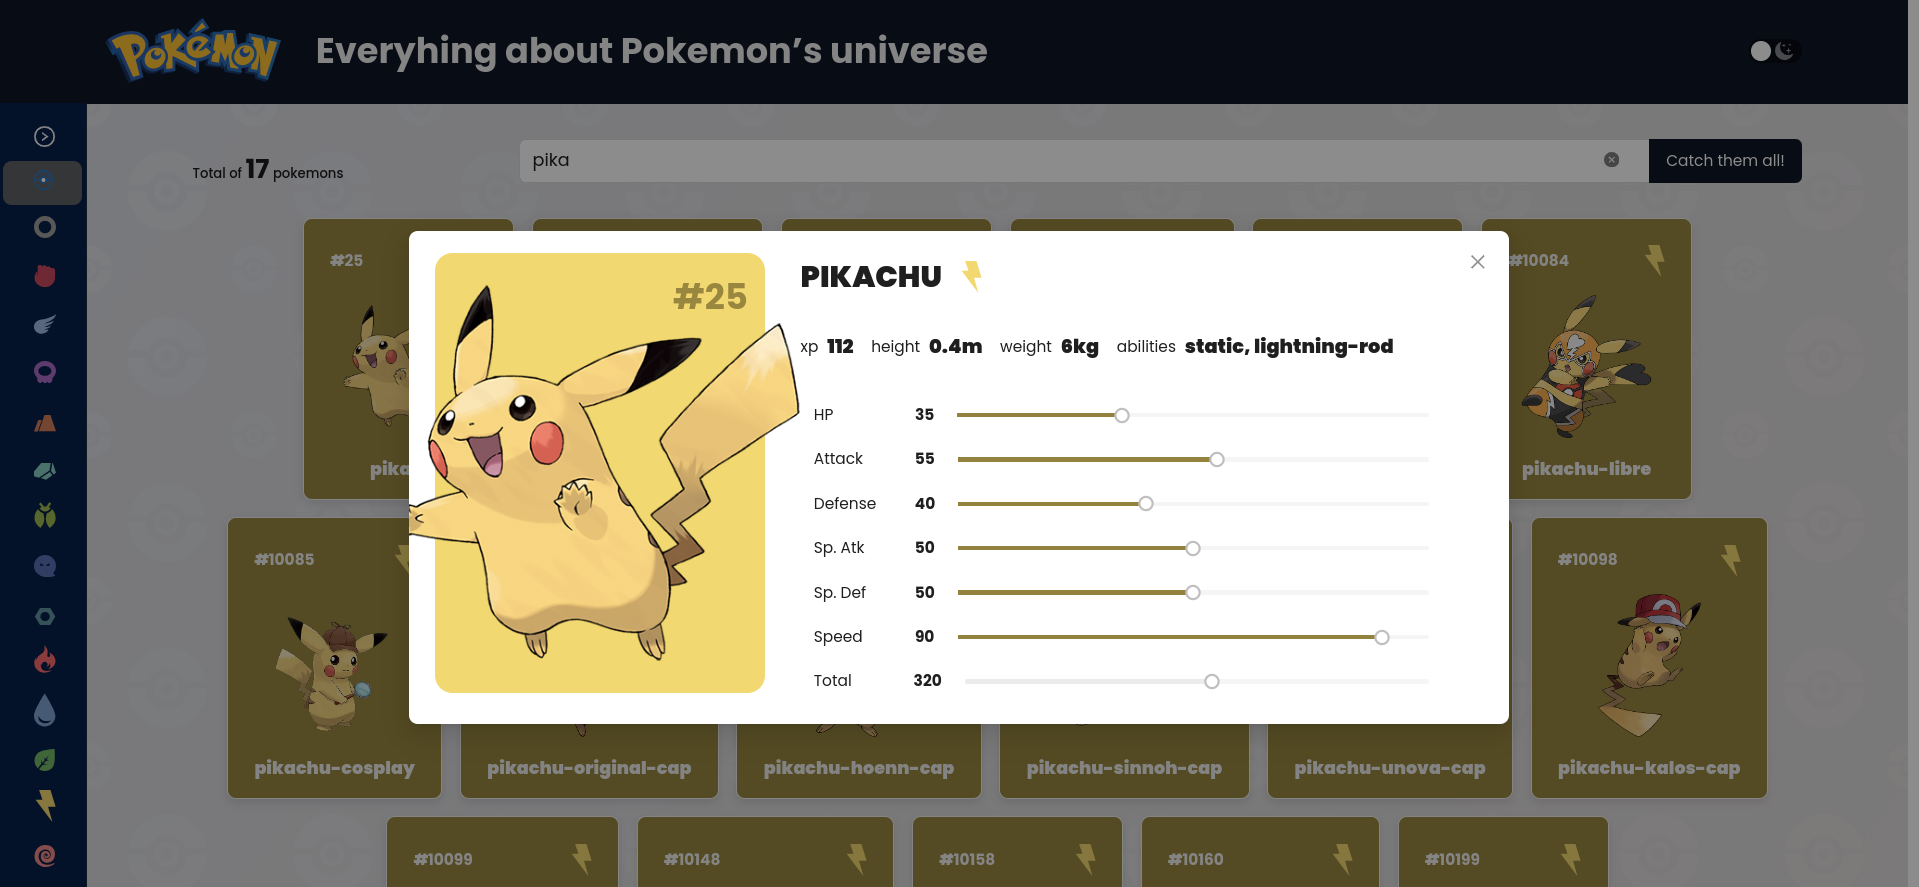 Pokémon
Everyhing about Pokemon’s universe
Total of 17 pokemons
pika
Catch them all!
#25
#10084
#25
PIKACHU
xp 112 height 0.4m weight 6kg abilities static, lightning-rod
HP 35
Attack 55
Defense 40
Sp. Atk 50
Sp. Def 50
Speed 90
Total 320
pika
pikachu-libre
#10085
#10098
pikachu-cosplay
pikachu-original-cap
pikachu-hoenn-cap
pikachu-sinnoh-cap
pikachu-unova-cap
pikachu-kalos-cap
#10099
#10148
#10158
#10160
#10199